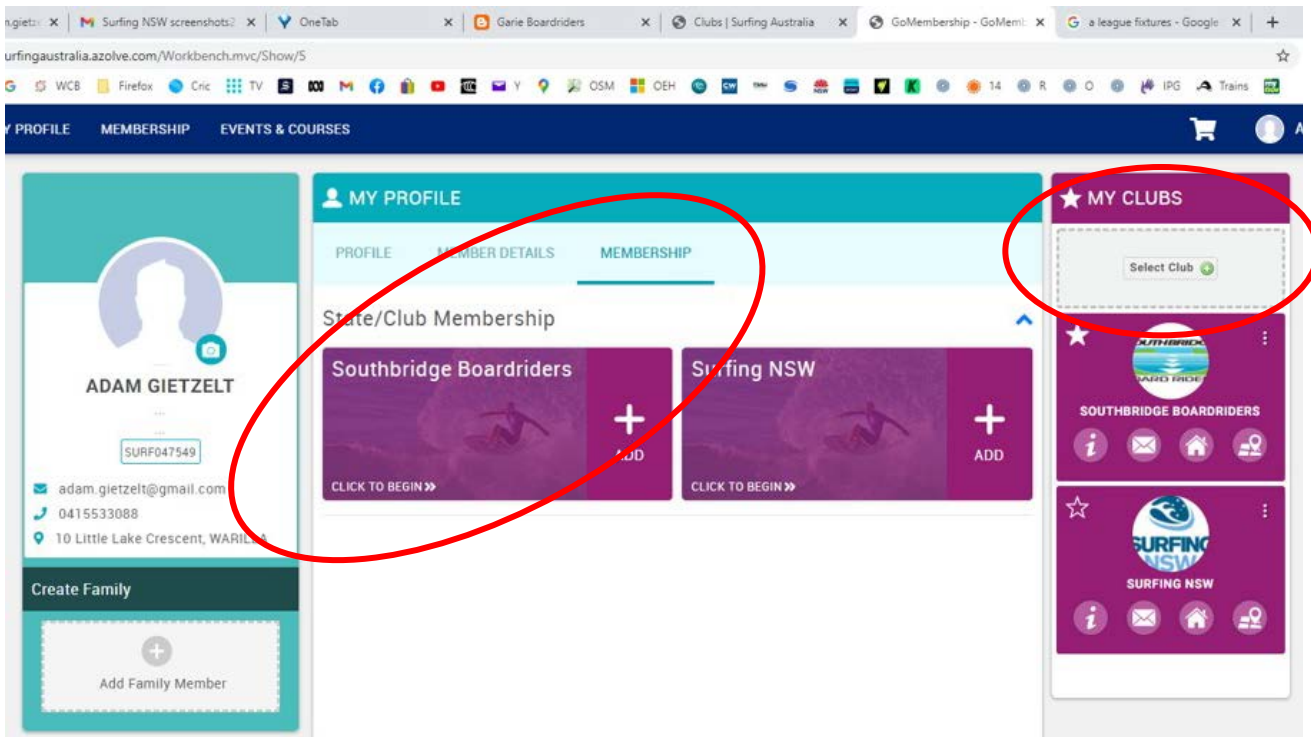 n.gietz
Surfing NSW screenshots2
OneTab
Garie Boardriders
Clubs | Surfing Australia
GoMembership - GoMemb
a league fixtures - Google
urfingaustralia.azolve.com/Workbench.mvc/Show/5
WCB
Firefox
Cric
TV
Y
OSM
OEH
14
R
O
IPG
Trains
Y PROFILE
MEMBERSHIP
EVENTS & COURSES
A
ADAM GIETZELT
...
...
SURF047549
adam.gietzelt@gmail.com
0415533088
10 Little Lake Crescent, WARILLA
Create Family
Add Family Member
MY PROFILE
PROFILE
MEMBER DETAILS
MEMBERSHIP
State/Club Membership
Southbridge Boardriders
ADD
CLICK TO BEGIN »
Surfing NSW
ADD
CLICK TO BEGIN »
MY CLUBS
Select Club
SOUTHBRIDGE BOARDRIDERS
SURFING
NSW
SURFING NSW